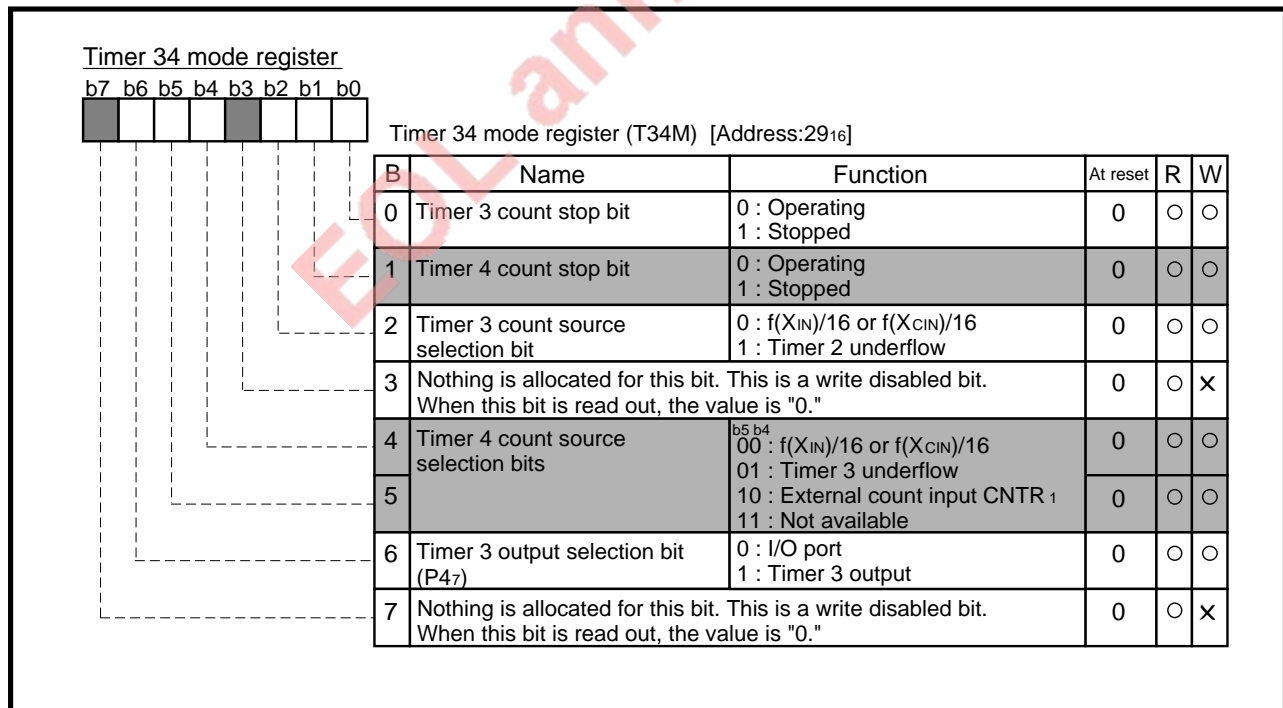 EOL ann
Timer 34 mode register
b7 b6 b5 b4 b3 b2 b1 b0
Timer 34 mode register (T34M) [Address:2916]
B Name Function At reset R W
0 Timer 3 count stop bit 0 : Operating 0 ○ ○
1 : Stopped
1 Timer 4 count stop bit 0 : Operating 0 ○ ○
1 : Stopped
2 Timer 3 count source 0 : f(XIN)/16 or f(XCIN)/16 0 ○ ○
selection bit 1 : Timer 2 underflow
3 Nothing is allocated for this bit. This is a write disabled bit. 0 ○ ×
When this bit is read out, the value is "0."
b5 b4
4 Timer 4 count source 00 : f(XIN)/16 or f(XCIN)/16 0 ○ ○
selection bits 01 : Timer 3 underflow
5 10 : External count input CNTR 1 0 ○ ○
11 : Not available
6 Timer 3 output selection bit 0 : I/O port 0 ○ ○
(P47) 1 : Timer 3 output
7 Nothing is allocated for this bit. This is a write disabled bit. 0 ○ ×
When this bit is read out, the value is "0."